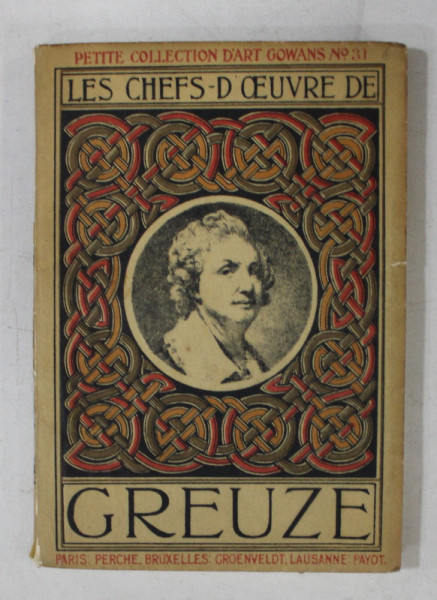 PETITE COLLECTION D'ART GOWANS No 31
LES CHEFS-D ŒUVRE DE
GREUZE
PARIS: PERCHE, BRUXELLES: GROENVELDT, LAUSANNE: PAYOT.